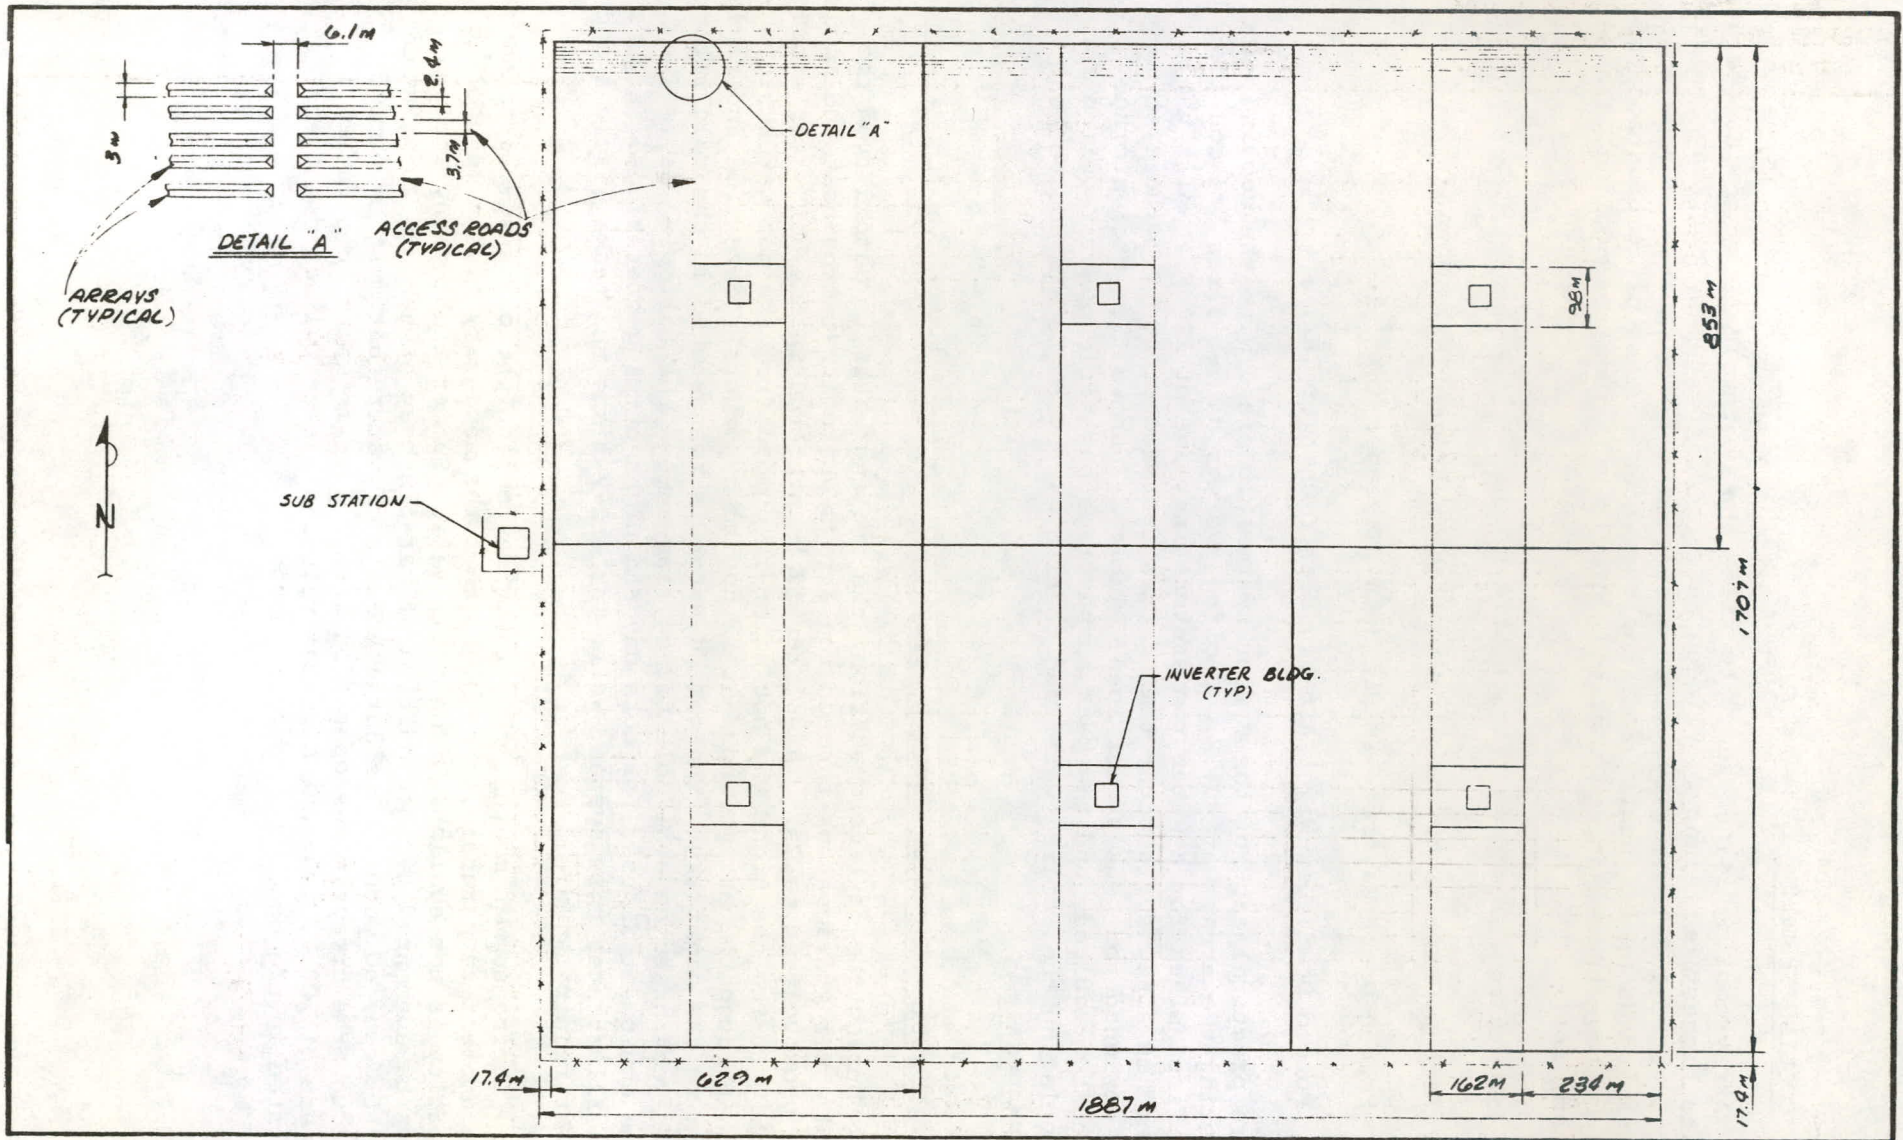 6.1M
2.4M
3M
3.7M
DETAIL "A"
ACCESS ROADS
(TYPICAL)
DETAIL "A"
ARRAYS
(TYPICAL)
98M
853M
N
SUB STATION
1707M
INVERTER BLDG.
(TYP)
17.4M
629M
162M
234M
1887M
17.4M